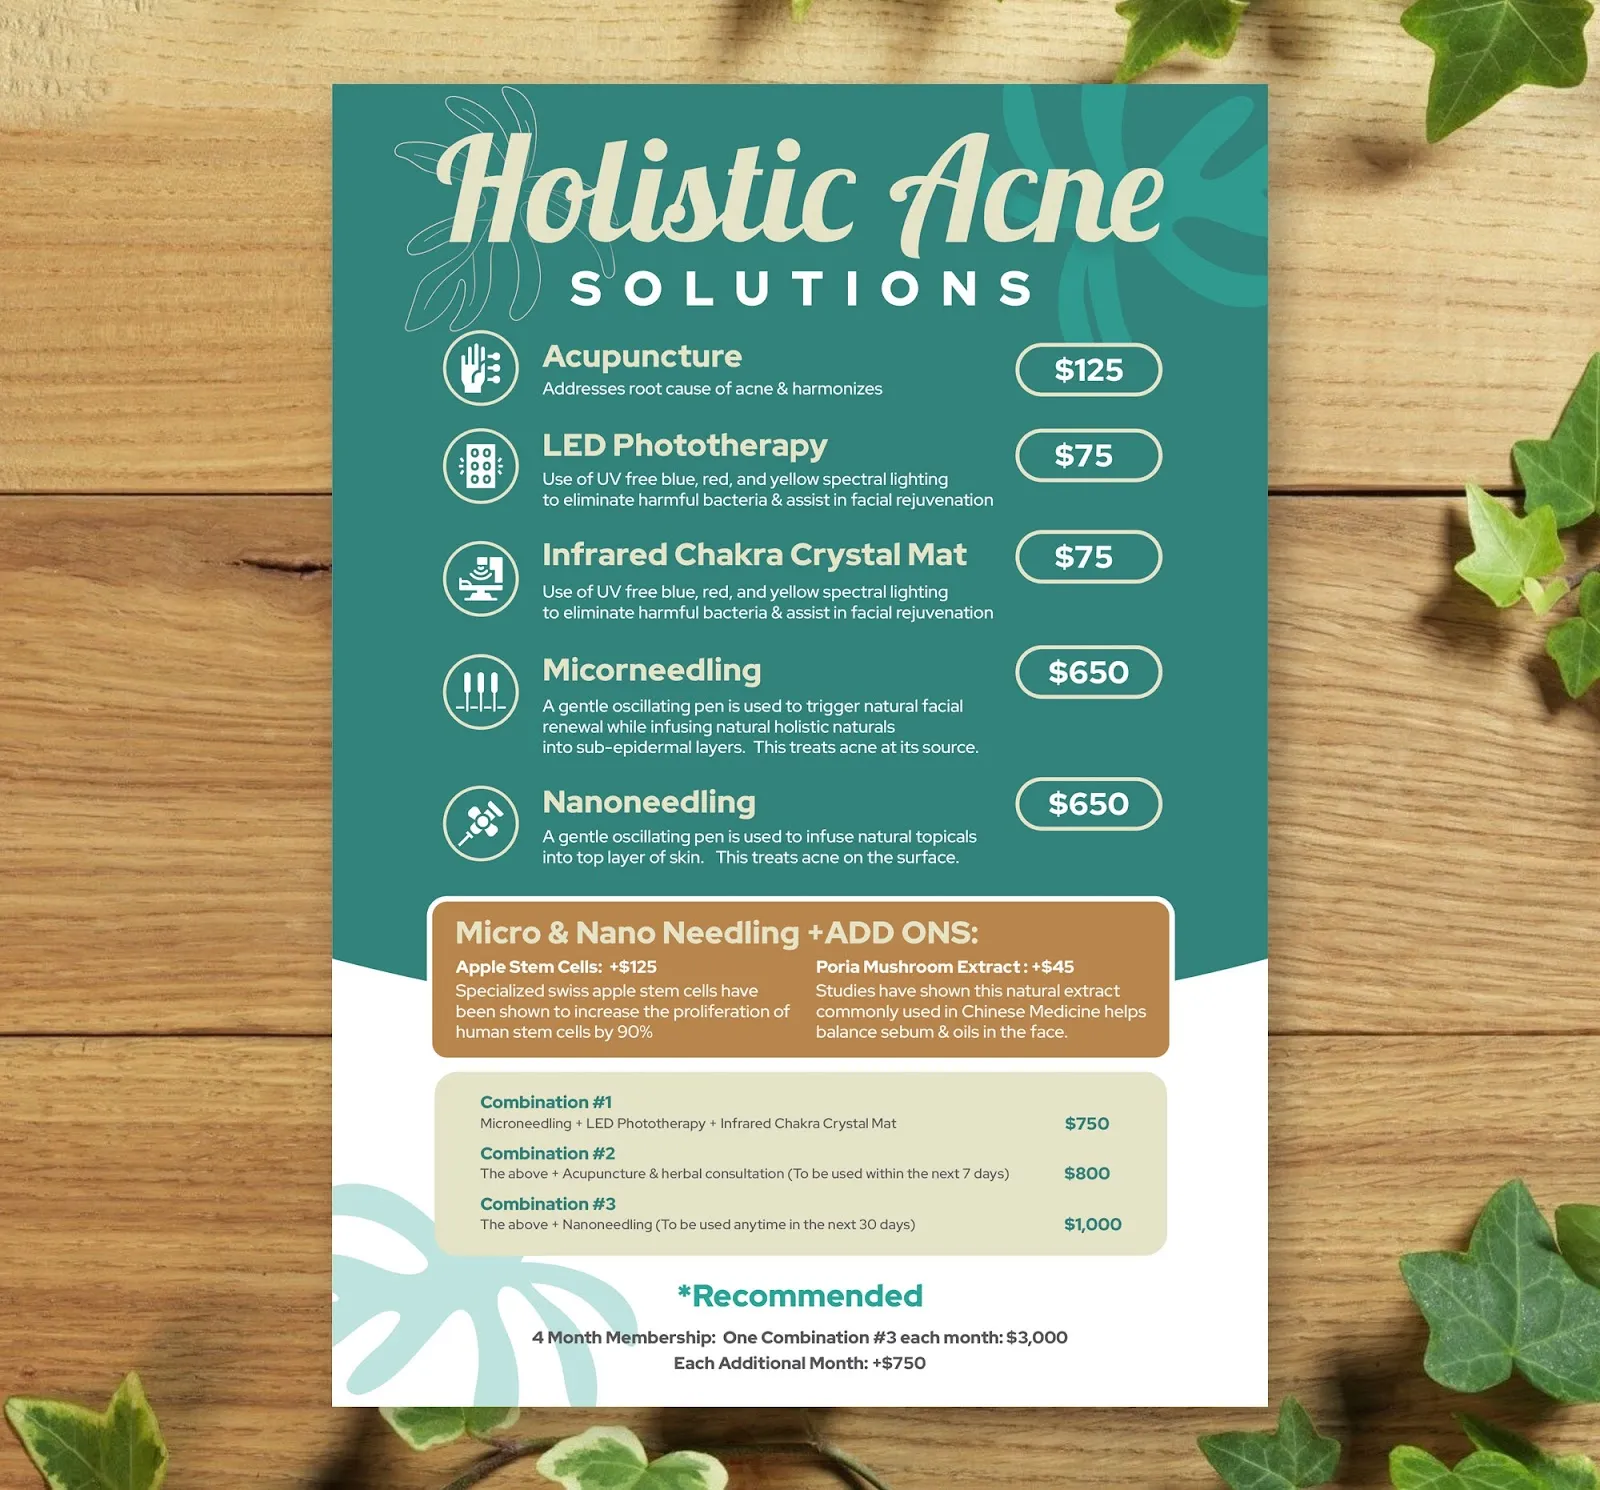 Holistic Acne
SOLUTIONS
Acupuncture
$125
Addresses root cause of acne & harmonizes
LED Phototherapy
$75
Use of UV free blue, red, and yellow spectral lighting
to eliminate harmful bacteria & assist in facial rejuvenation
Infrared Chakra Crystal Mat
$75
Use of UV free blue, red, and yellow spectral lighting
to eliminate harmful bacteria & assist in facial rejuvenation
Micorneedling
$650
A gentle oscillating pen is used to trigger natural facial
renewal while infusing natural holistic naturals
into sub-epidermal layers. This treats acne at its source.
Nanoneedling
$650
A gentle oscillating pen is used to infuse natural topicals
into top layer of skin. This treats acne on the surface.
Micro & Nano Needling +ADD ONS:
Apple Stem Cells: +$125
Specialized swiss apple stem cells have
been shown to increase the proliferation of
human stem cells by 90%
Poria Mushroom Extract : +$45
Studies have shown this natural extract
commonly used in Chinese Medicine helps
balance sebum & oils in the face.
Combination #1
Microneedling + LED Phototherapy + Infrared Chakra Crystal Mat
$750
Combination #2
The above + Acupuncture & herbal consultation (To be used within the next 7 days)
$800
Combination #3
The above + Nanoneedling (To be used anytime in the next 30 days)
$1,000
*Recommended
4 Month Membership: One Combination #3 each month: $3,000
Each Additional Month: +$750